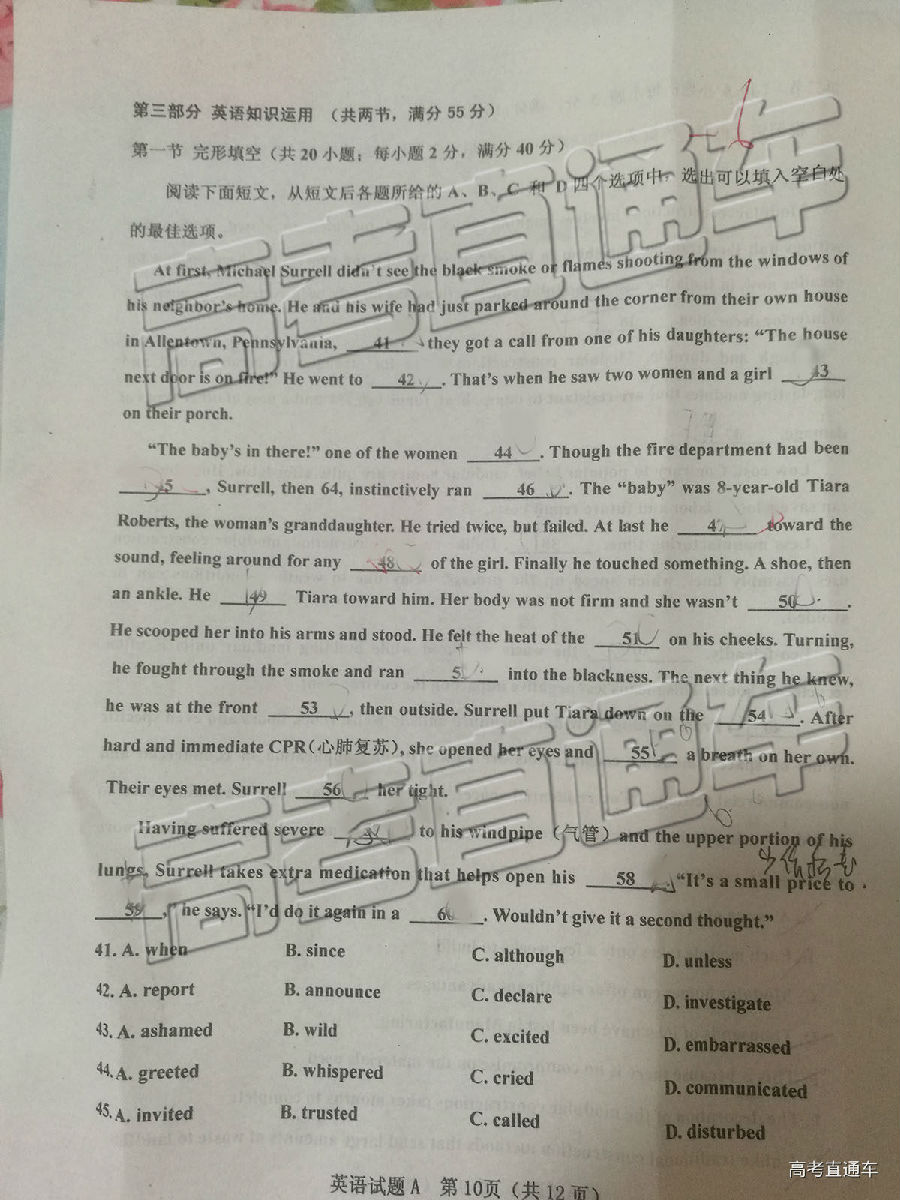 第三部分 英语知识运用 (共两节,满分55分)
第一节 完形填空(共20小题;每小题2分,满分40分)
阅读下面短文,从短文后各题所给的A、B、C和D四个选项中,选出可以填入空白处
的最佳选项。
At first, Michael Surrell didn't see the black smoke or flames shooting from the windows of
his neighbor's home. He and his wife had just parked around the corner from their own house
in Allentown, Pennsylvania, 41 they got a call from one of his daughters: "The house
next door is on fire!" He went to 42. That's when he saw two women and a girl 43
on their porch.
"The baby's in there!" one of the women 44. Though the fire department had been
45, Surrell, then 64, instinctively ran 46. The "baby" was 8-year-old Tiara
Roberts, the woman's granddaughter. He tried twice, but failed. At last he 47 toward the
sound, feeling around for any 48 of the girl. Finally he touched something. A shoe, then
an ankle. He 49 Tiara toward him. Her body was not firm and she wasn't 50.
He scooped her into his arms and stood. He felt the heat of the 51 on his cheeks. Turning,
he fought through the smoke and ran 5 into the blackness. The next thing he knew,
he was at the front 53, then outside. Surrell put Tiara down on the 54. After
hard and immediate CPR(心肺复苏), she opened her eyes and 55 a breath on her own.
Their eyes met. Surrell 56 her tight.
Having suffered severe to his windpipe (气管) and the upper portion of his
lungs, Surrell takes extra medication that helps open his 58. "It's a small price to
59," he says. "I'd do it again in a 60. Wouldn't give it a second thought."
41. A. when B. since C. although D. unless
42. A. report B. announce C. declare D. investigate
43. A. ashamed B. wild C. excited D. embarrassed
44. A. greeted B. whispered C. cried D. communicated
45. A. invited B. trusted C. called D. disturbed
英语试题A 第10页(共12页)
高考直通车
高考直通车
高考直通车